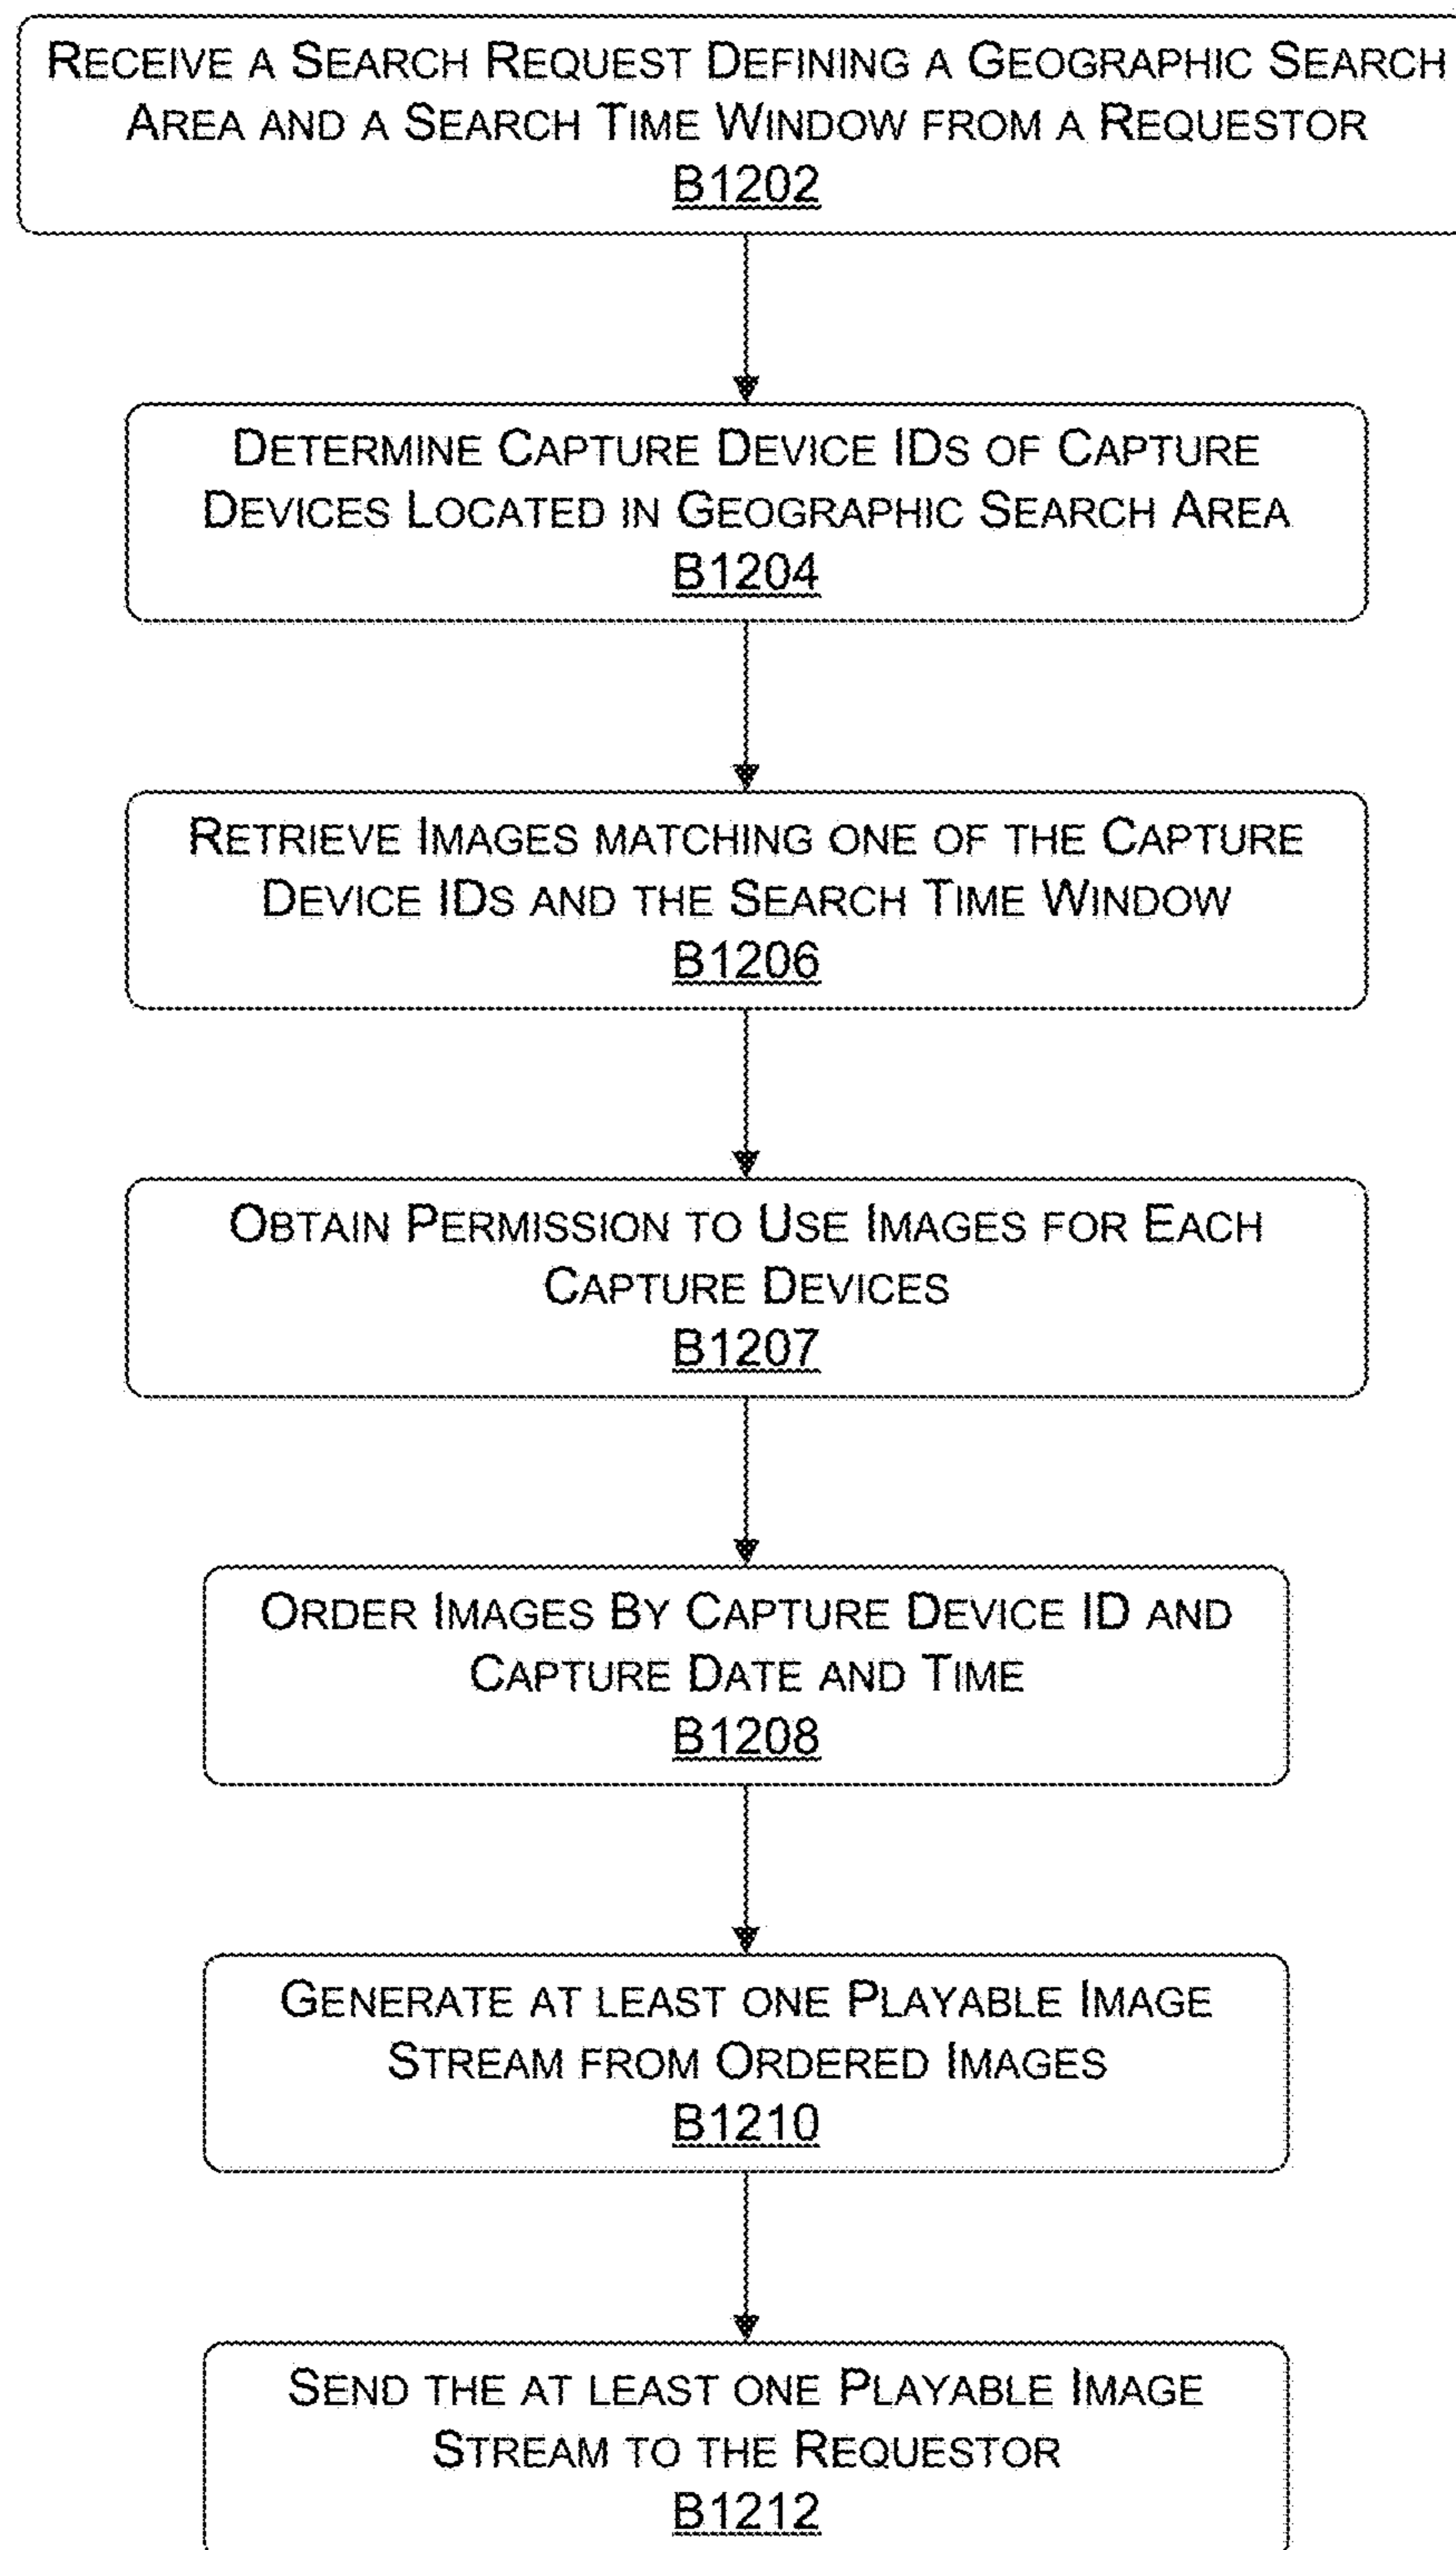 RECEIVE A SEARCH REQUEST DEFINING A GEOGRAPHIC SEARCH
AREA AND A SEARCH TIME WINDOW FROM A REQUESTOR
B1202
DETERMINE CAPTURE DEVICE IDS OF CAPTURE
DEVICES LOCATED IN GEOGRAPHIC SEARCH AREA
B1204
RETRIEVE IMAGES MATCHING ONE OF THE CAPTURE
DEVICE IDS AND THE SEARCH TIME WINDOW
B1206
OBTAIN PERMISSION TO USE IMAGES FOR EACH
CAPTURE DEVICES
B1207
ORDER IMAGES BY CAPTURE DEVICE ID AND
CAPTURE DATE AND TIME
B1208
GENERATE AT LEAST ONE PLAYABLE IMAGE
STREAM FROM ORDERED IMAGES
B1210
SEND THE AT LEAST ONE PLAYABLE IMAGE
STREAM TO THE REQUESTOR
B1212